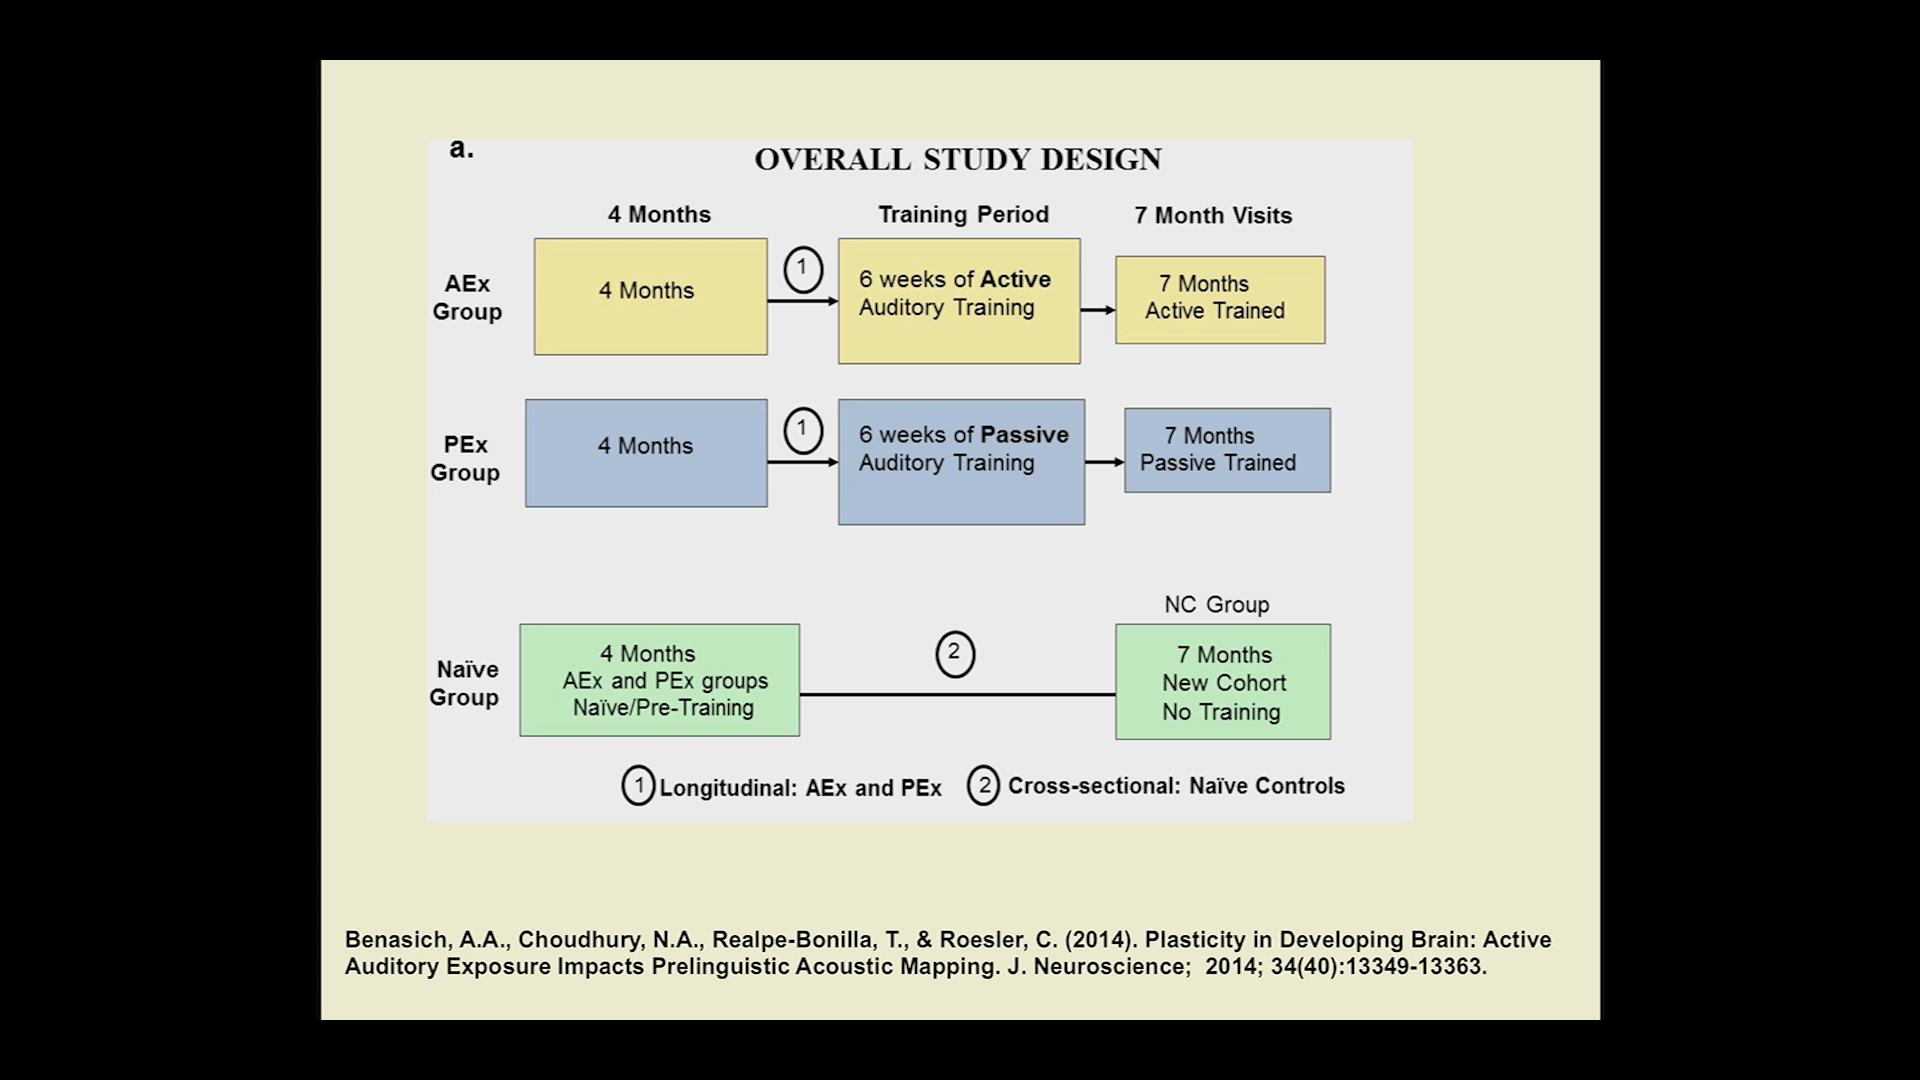 a.
OVERALL STUDY DESIGN
4 Months
Training Period
7 Month Visits
AEx
Group
4 Months
1
6 weeks of Active
Auditory Training
7 Months
Active Trained
PEx
Group
4 Months
1
6 weeks of Passive
Auditory Training
7 Months
Passive Trained
NC Group
Naïve
Group
4 Months
AEx and PEx groups
Naïve/Pre-Training
2
7 Months
New Cohort
No Training
1 Longitudinal: AEx and PEx 2 Cross-sectional: Naïve Controls
Benasich, A.A., Choudhury, N.A., Realpe-Bonilla, T., & Roesler, C. (2014). Plasticity in Developing Brain: Active
Auditory Exposure Impacts Prelinguistic Acoustic Mapping. J. Neuroscience; 2014; 34(40):13349-13363.